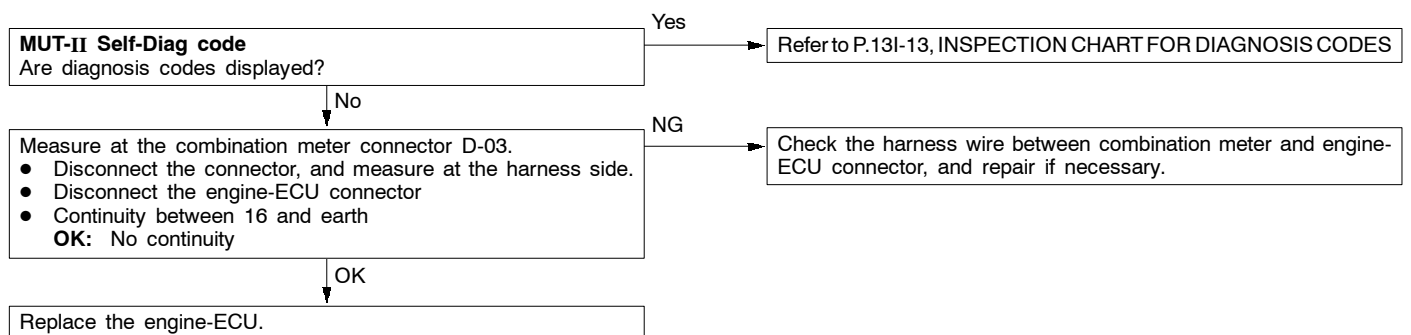 MUT-II Self-Diag code
Are diagnosis codes displayed?
Yes
Refer to P.13I-13, INSPECTION CHART FOR DIAGNOSIS CODES
No
Measure at the combination meter connector D-03.
● Disconnect the connector, and measure at the harness side.
● Disconnect the engine-ECU connector
● Continuity between 16 and earth
OK: No continuity
NG
Check the harness wire between combination meter and engine-
ECU connector, and repair if necessary.
OK
Replace the engine-ECU.